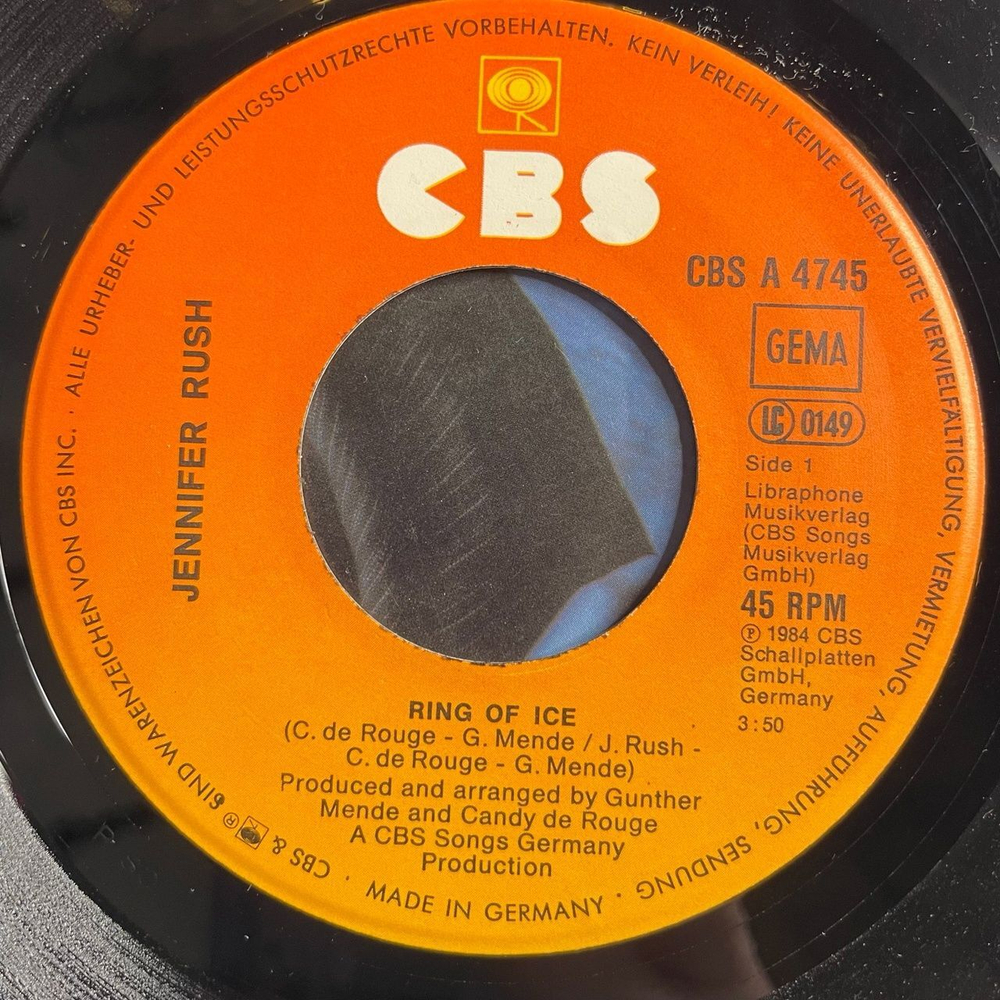 ALLE URHEBER- UND LEISTUNGSSCHUTZRECHTE VORBEHALTEN. KEIN VERLEIH! KEINE UNERLAUBTE VERVIELFÄLTIGUNG, VERMIETUNG, AUFFÜHRUNG, SENDUNG ·
CBS
CBS A 4745
GEMA
LC 0149
Side 1
Libraphone
Musikverlag
(CBS Songs
Musikverlag
GmbH)
45 RPM
℗ 1984 CBS
Schallplatten
GmbH,
Germany
3:50
JENNIFER RUSH
RING OF ICE
(C. de Rouge - G. Mende / J. Rush -
C. de Rouge - G. Mende)
Produced and arranged by Gunther
Mende and Candy de Rouge
A CBS Songs Germany
Production
MADE IN GERMANY ·
CBS & ® SIND WARENZEICHEN VON CBS INC. ·